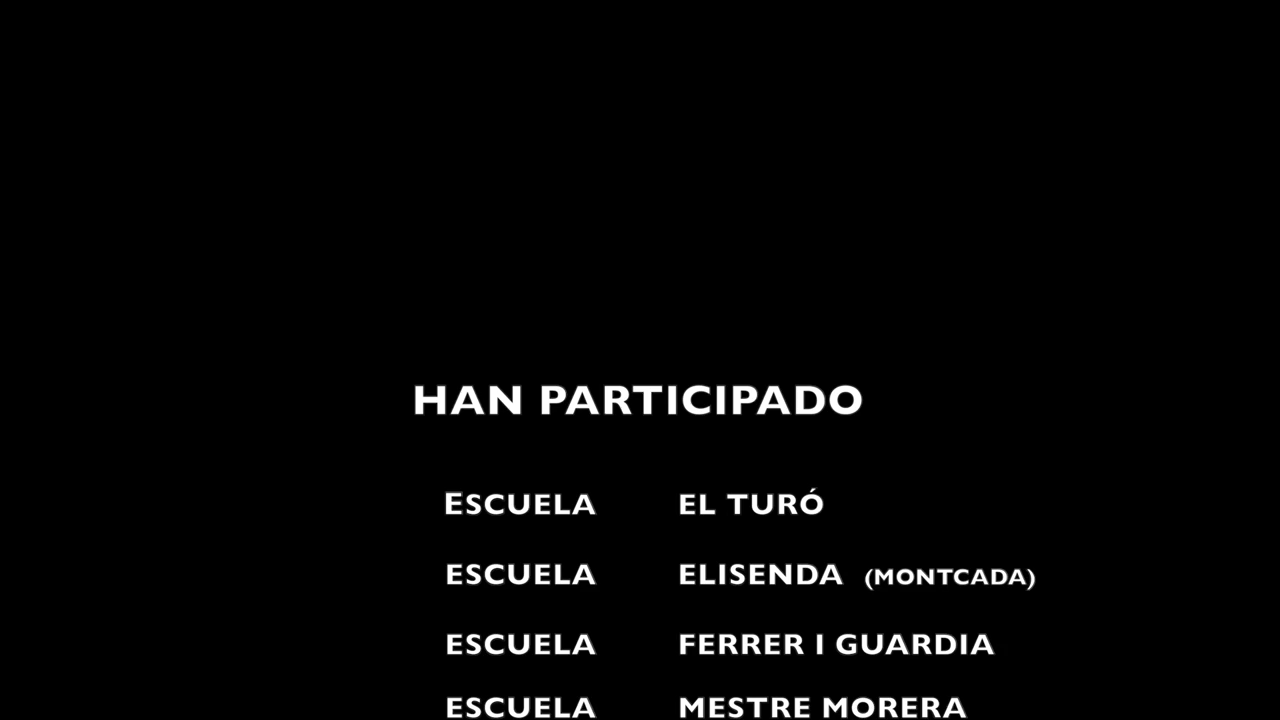 HAN PARTICIPADO
ESCUELA EL TURÓ
ESCUELA ELISENDA (MONTCADA)
ESCUELA FERRER I GUARDIA
ESCUELA MESTRE MORERA